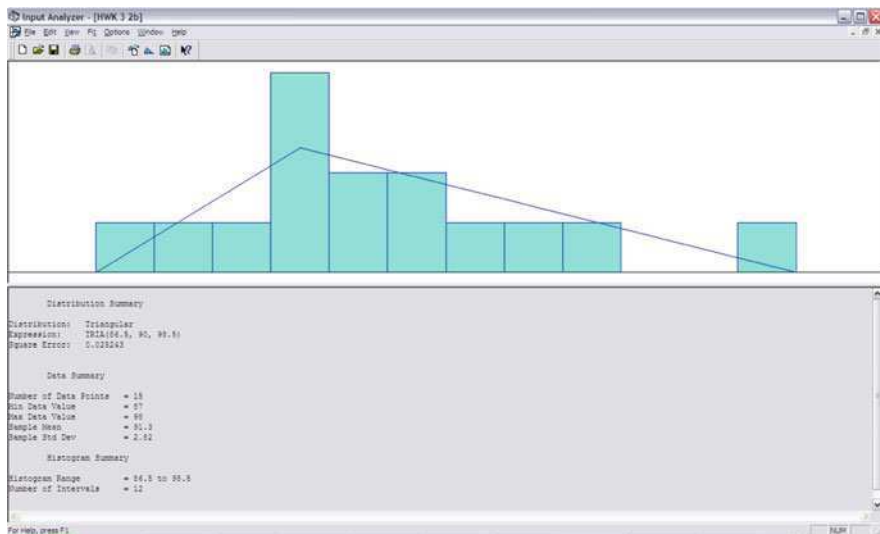 Input Analyzer - [HWK 3 2b]
File Edit View Fit Options Window Help
Distribution Summary
Distribution: Triangular
Expression: TRIA(86.5, 90, 98.5)
Square Error: 0.025243
Data Summary
Number of Data Points = 15
Min Data Value = 87
Max Data Value = 98
Sample Mean = 91.3
Sample Std Dev = 2.82
Histogram Summary
Histogram Range = 86.5 to 98.5
Number of Intervals = 12
For Help, press F1
NUM